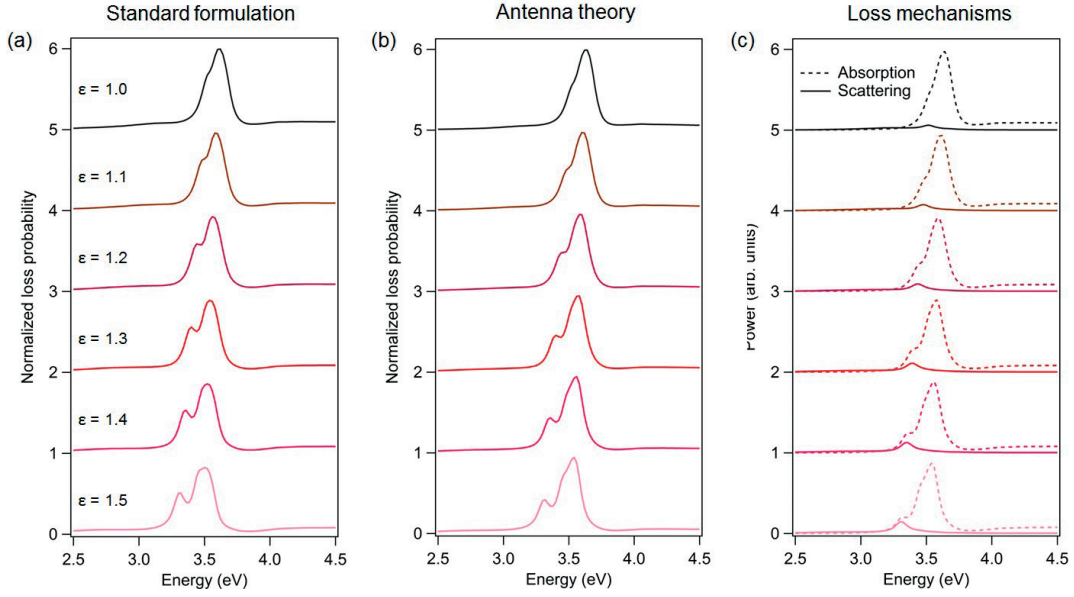 Standard formulation
Antenna theory
Loss mechanisms
(a)
6
5
4
3
2
1
0
Normalized loss probability
ε = 1.0
ε = 1.1
ε = 1.2
ε = 1.3
ε = 1.4
ε = 1.5
2.5 3.0 3.5 4.0 4.5
Energy (eV)
(b)
6
5
4
3
2
1
0
Normalized loss probability
2.5 3.0 3.5 4.0 4.5
Energy (eV)
(c)
6
5
4
3
2
1
0
Power (arb. units)
Absorption
Scattering
2.5 3.0 3.5 4.0 4.5
Energy (eV)